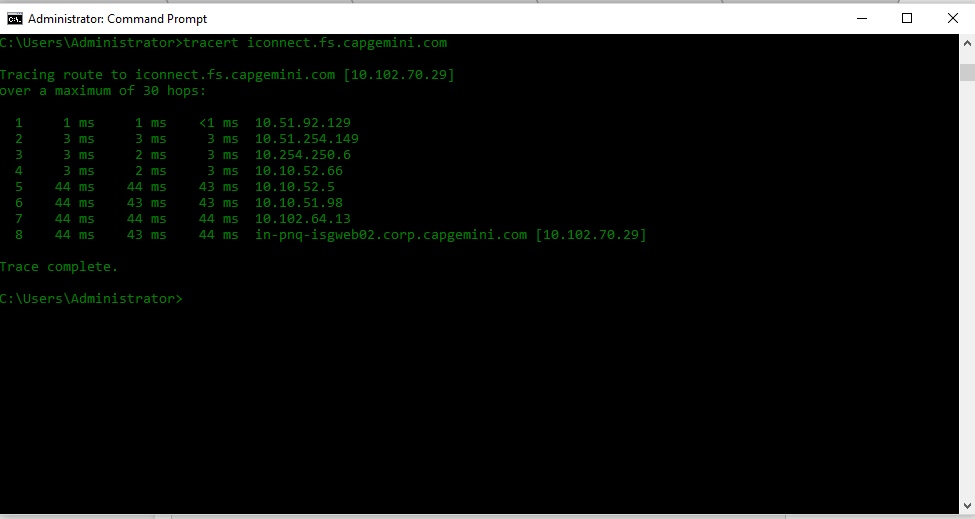 Administrator: Command Prompt
C:\Users\Administrator>tracert iconnect.fs.capgemini.com
Tracing route to iconnect.fs.capgemini.com [10.102.70.29]
over a maximum of 30 hops:
1 1 ms 1 ms <1 ms 10.51.92.129
2 3 ms 3 ms 3 ms 10.51.254.149
3 3 ms 2 ms 3 ms 10.254.250.6
4 3 ms 2 ms 3 ms 10.10.52.66
5 44 ms 44 ms 43 ms 10.10.52.5
6 44 ms 43 ms 43 ms 10.10.51.98
7 44 ms 44 ms 44 ms 10.102.64.13
8 44 ms 43 ms 44 ms in-pnq-isgweb02.corp.capgemini.com [10.102.70.29]
Trace complete.
C:\Users\Administrator>